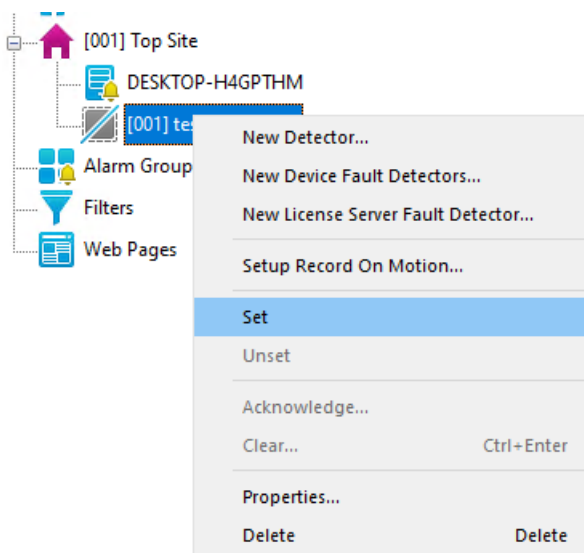 [001] Top Site
DESKTOP-H4GPTHM
[001]
Alarm Group
Filters
Web Pages
New Detector...
New Device Fault Detectors...
New License Server Fault Detector...
Setup Record On Motion...
Set
Unset
Acknowledge...
Clear... Ctrl+Enter
Properties...
Delete Delete